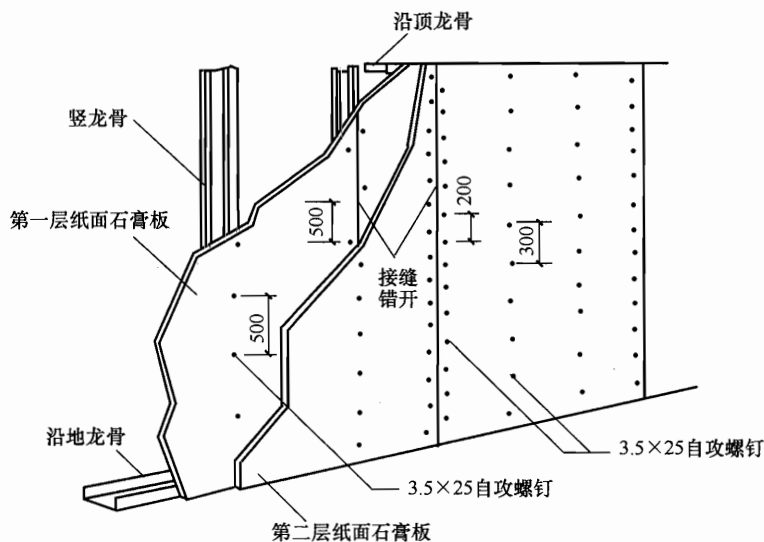 沿顶龙骨
竖龙骨
第一层纸面石膏板
500
200
300
接缝
错开
500
沿地龙骨
3.5×25自攻螺钉
3.5×25自攻螺钉
第二层纸面石膏板